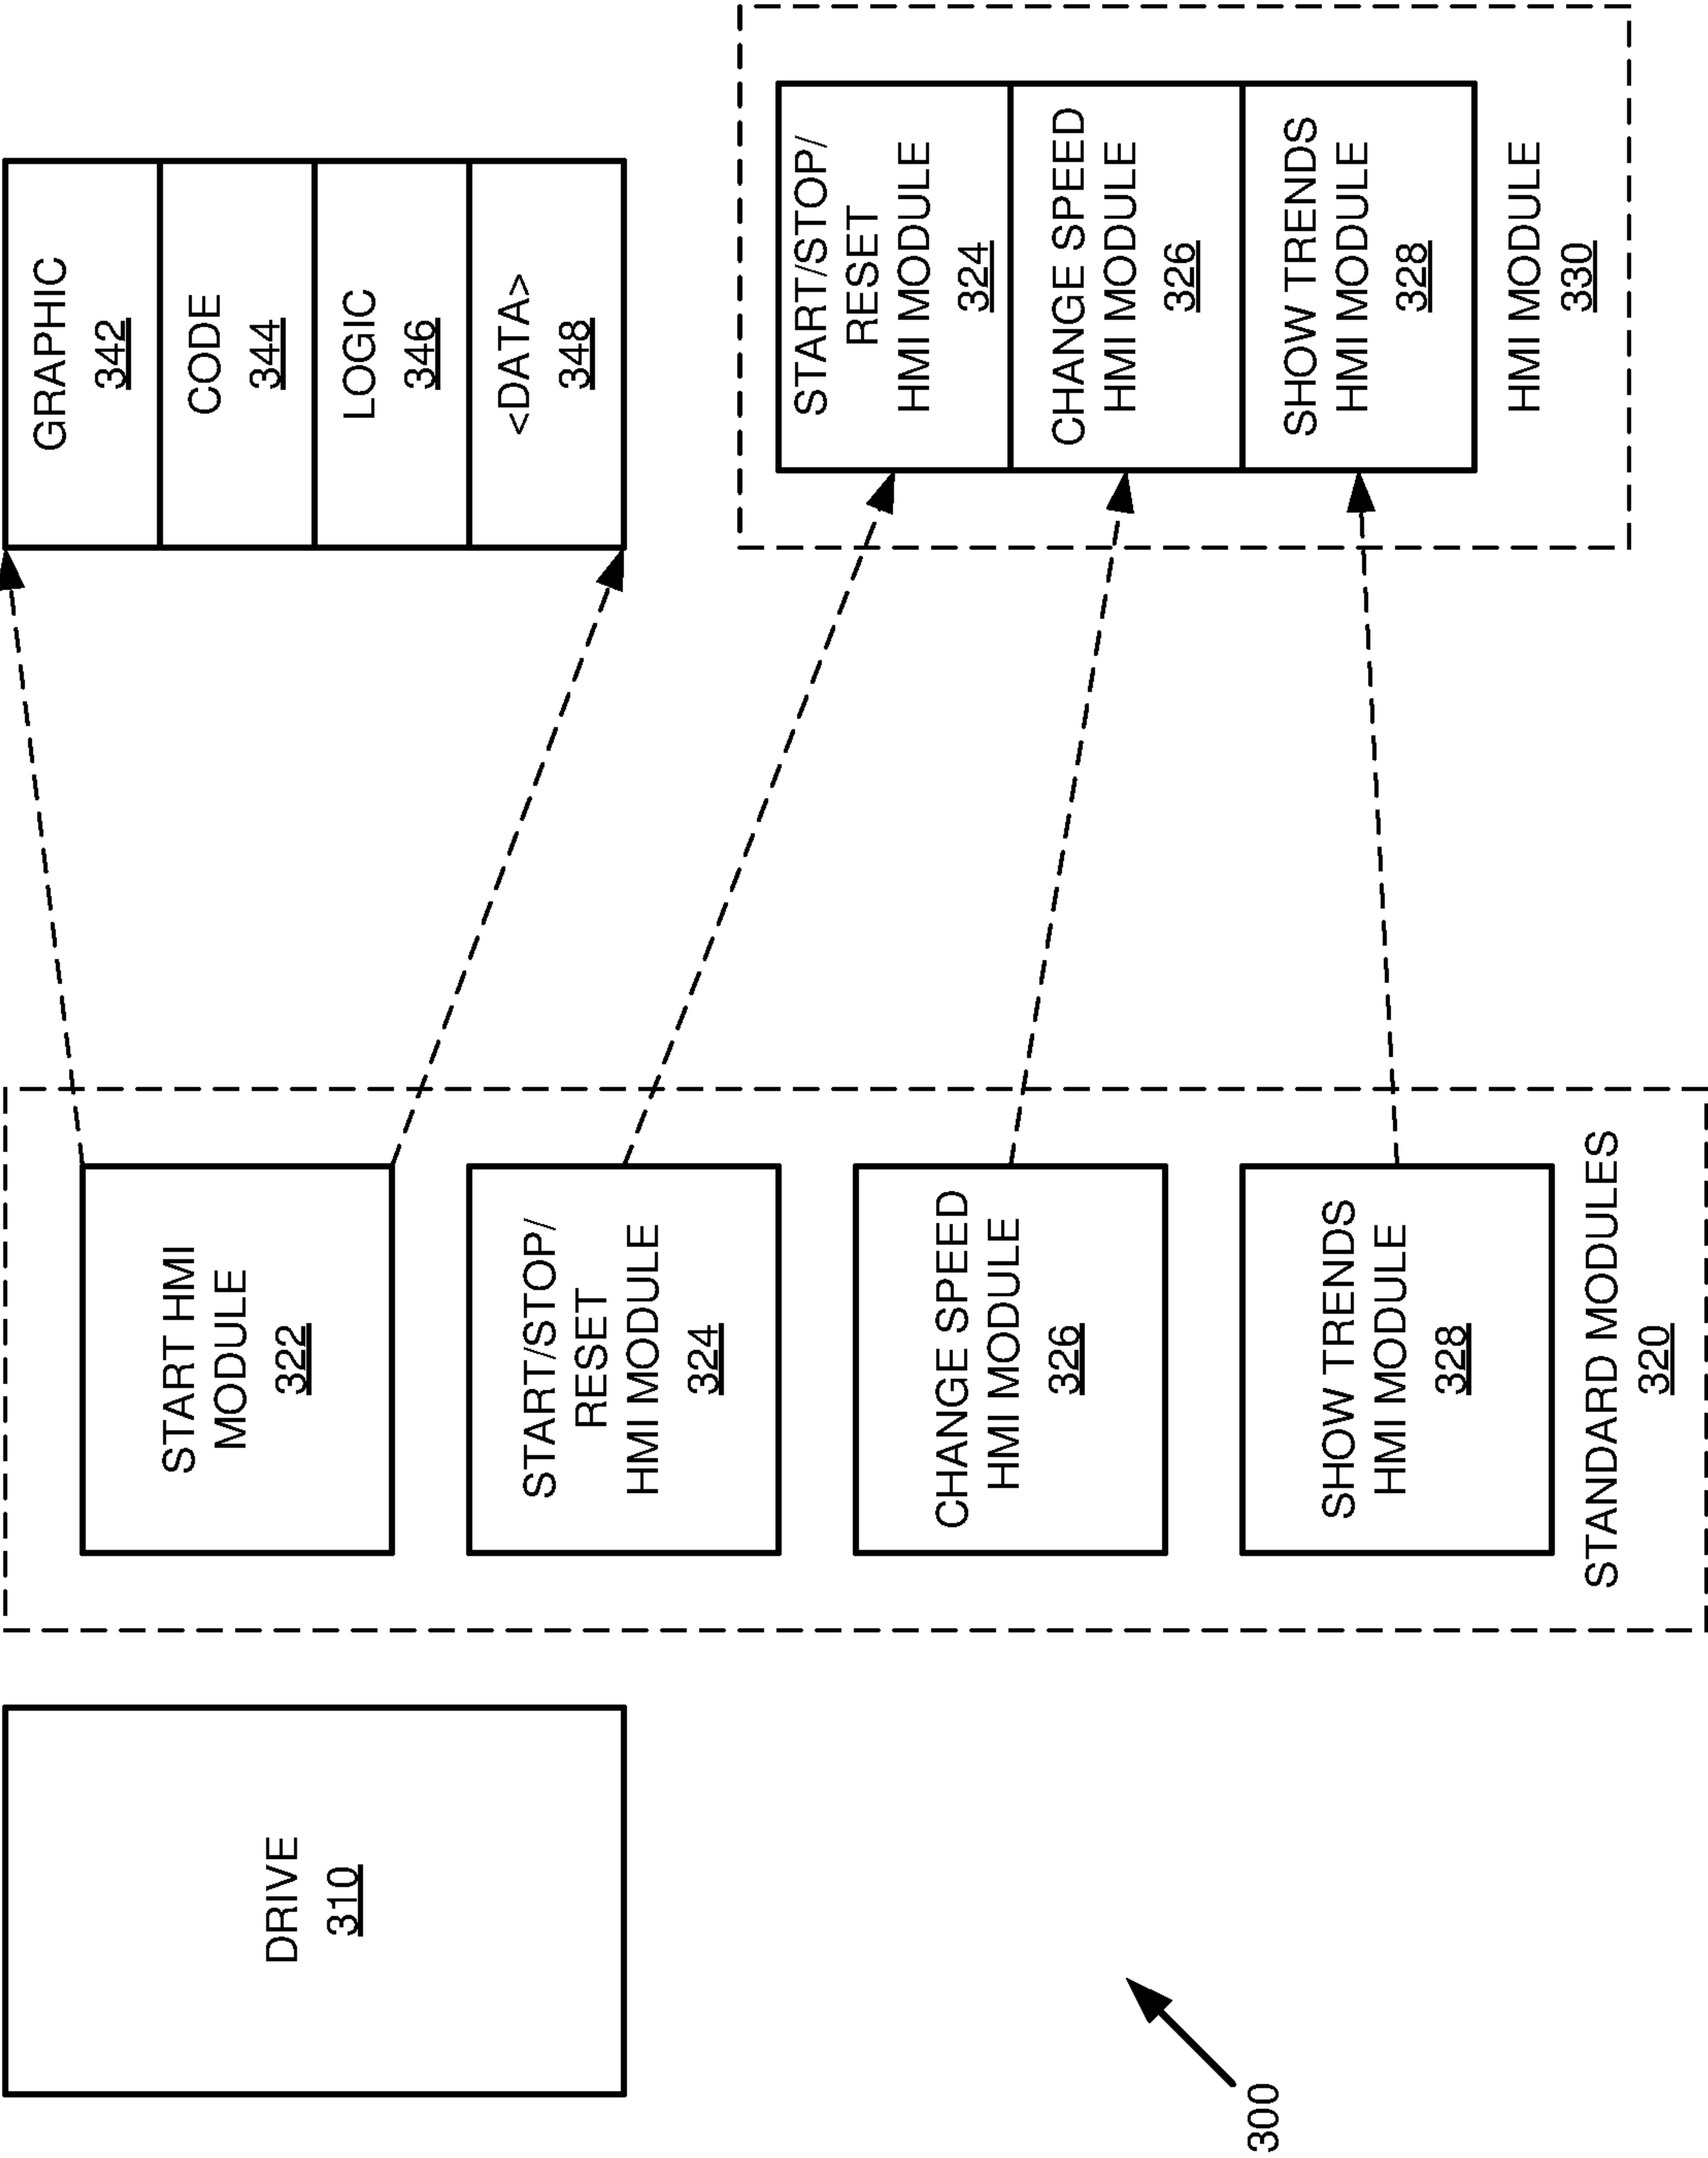 DRIVE
310
START HMI
MODULE
322
START/STOP/
RESET
HMI MODULE
324
CHANGE SPEED
HMI MODULE
326
SHOW TRENDS
HMI MODULE
328
STANDARD MODULES
320
GRAPHIC
342
CODE
344
LOGIC
346
<DATA>
348
START/STOP/
RESET
HMI MODULE
324
CHANGE SPEED
HMI MODULE
326
SHOW TRENDS
HMI MODULE
328
HMI MODULE
330
300